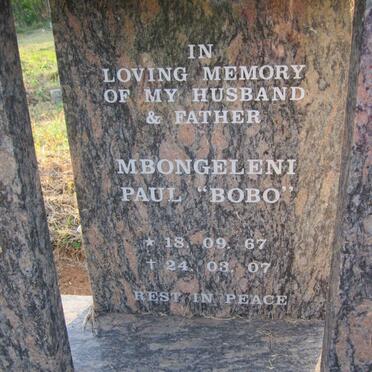 IN
LOVING MEMORY
OF MY HUSBAND
& FATHER
MBONGELENI
PAUL "BOBO"
★ 18. 09. 67
† 24. 03. 07
REST IN PEACE